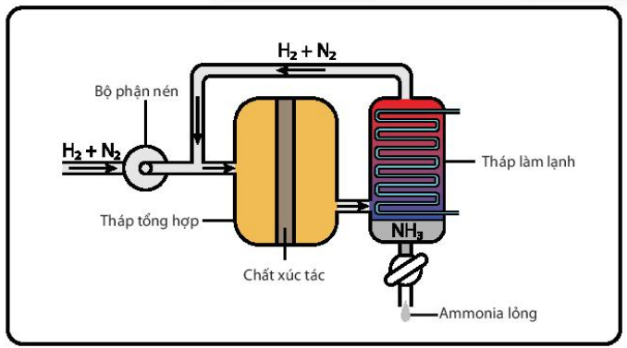 H₂ + N₂
Bộ phận nén
H₂ + N₂
Tháp làm lạnh
Tháp tổng hợp
NH₃
Chất xúc tác
Ammonia lỏng